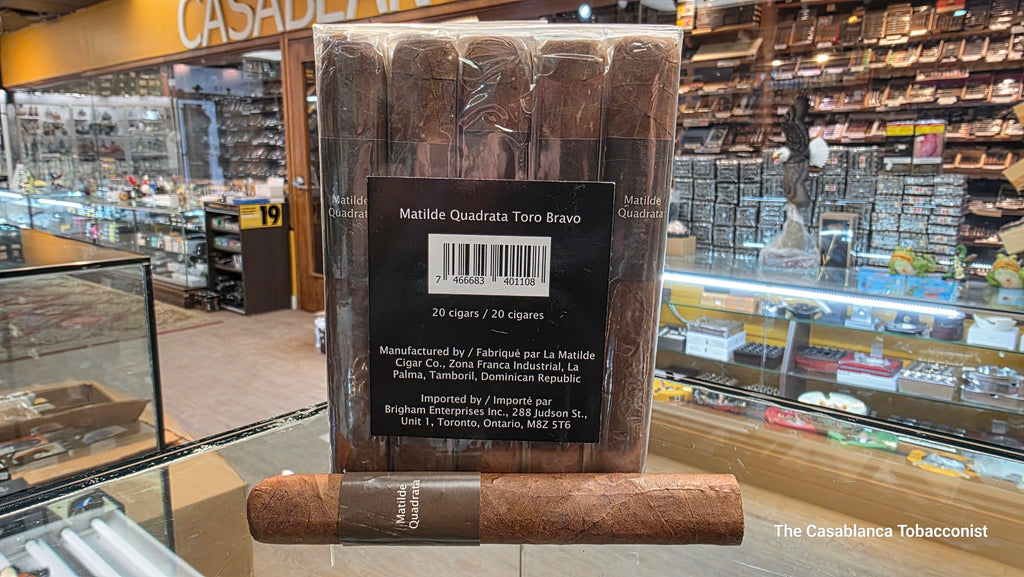 CASABLAN
19
Matilde
Quadrata
Matilde
Quadrata
Matilde Quadrata Toro Bravo
7 466683 401108
20 cigars / 20 cigares
Manufactured by / Fabriqué par La Matilde
Cigar Co., Zona Franca Industrial, La
Palma, Tamboril, Dominican Republic
Imported by / Importé par
Brigham Enterprises Inc., 288 Judson St.,
Unit 1, Toronto, Ontario, M8Z 5T6
Matilde
Quadrata
The Casablanca Tobacconist